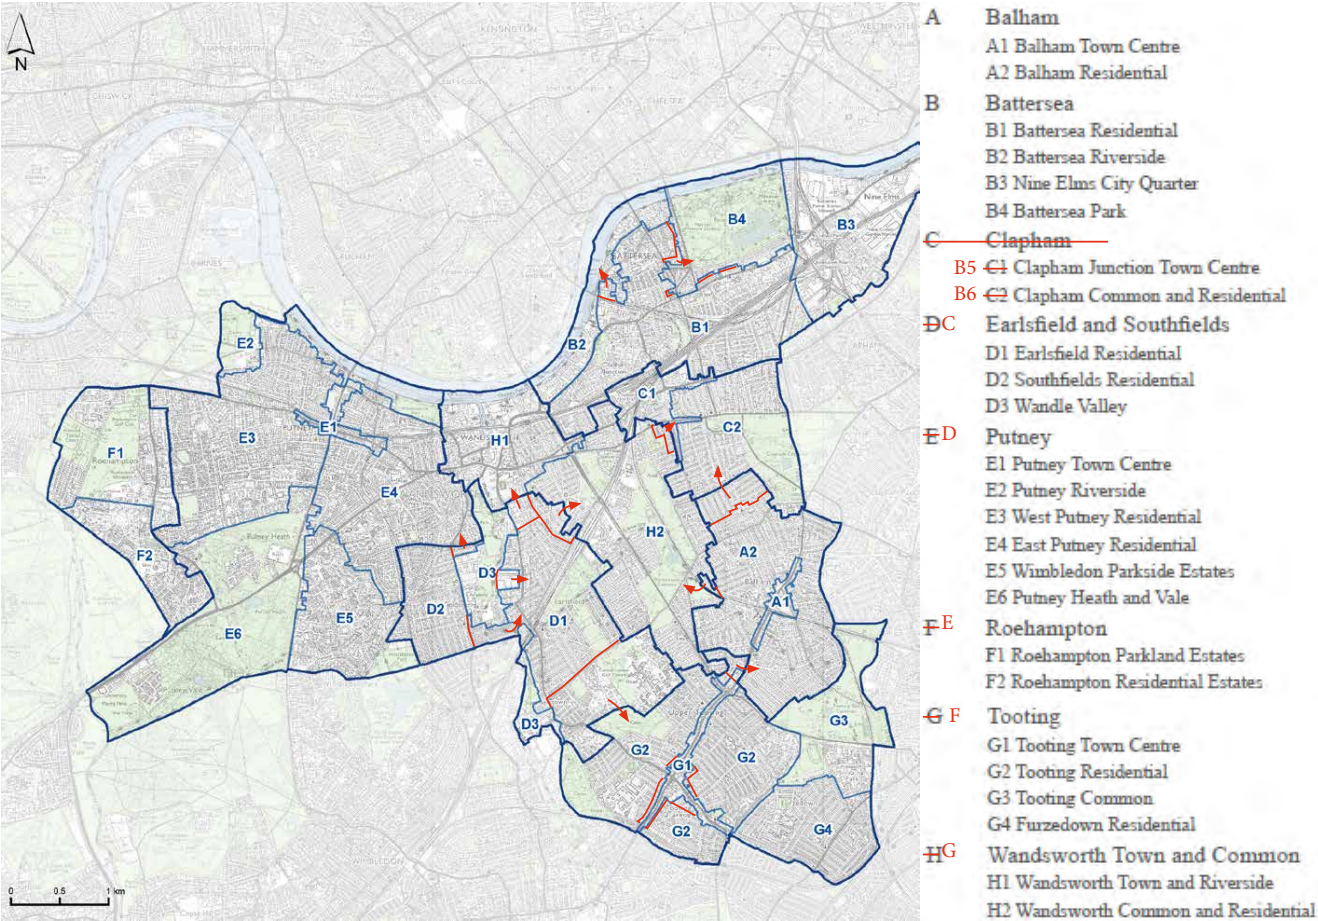 N
B4
B3
Nine Elms
B1
B2
E2
C1
C2
E1
E3
F1
H1
E4
F2
H2
A2
D3
D2
A1
E5
D1
E6
D3
G3
G2
G2
G1
G2
G4
0 0.5 1 km
A Balham
A1 Balham Town Centre
A2 Balham Residential
B Battersea
B1 Battersea Residential
B2 Battersea Riverside
B3 Nine Elms City Quarter
B4 Battersea Park
C Clapham
B5 C1 Clapham Junction Town Centre
B6 C2 Clapham Common and Residential
D C Earlsfield and Southfields
D1 Earlsfield Residential
D2 Southfields Residential
D3 Wandle Valley
E D Putney
E1 Putney Town Centre
E2 Putney Riverside
E3 West Putney Residential
E4 East Putney Residential
E5 Wimbledon Parkside Estates
E6 Putney Heath and Vale
F E Roehampton
F1 Roehampton Parkland Estates
F2 Roehampton Residential Estates
G F Tooting
G1 Tooting Town Centre
G2 Tooting Residential
G3 Tooting Common
G4 Furzedown Residential
H G Wandsworth Town and Common
H1 Wandsworth Town and Riverside
H2 Wandsworth Common and Residential